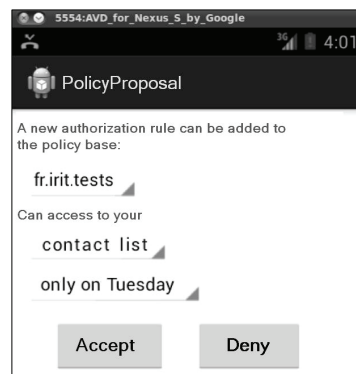 5554:AVD_for_Nexus_S_by_Google
3G 4:01
PolicyProposal
A new authorization rule can be added to
the policy base:
fr.irit.tests
Can access to your
contact list
only on Tuesday
Accept Deny